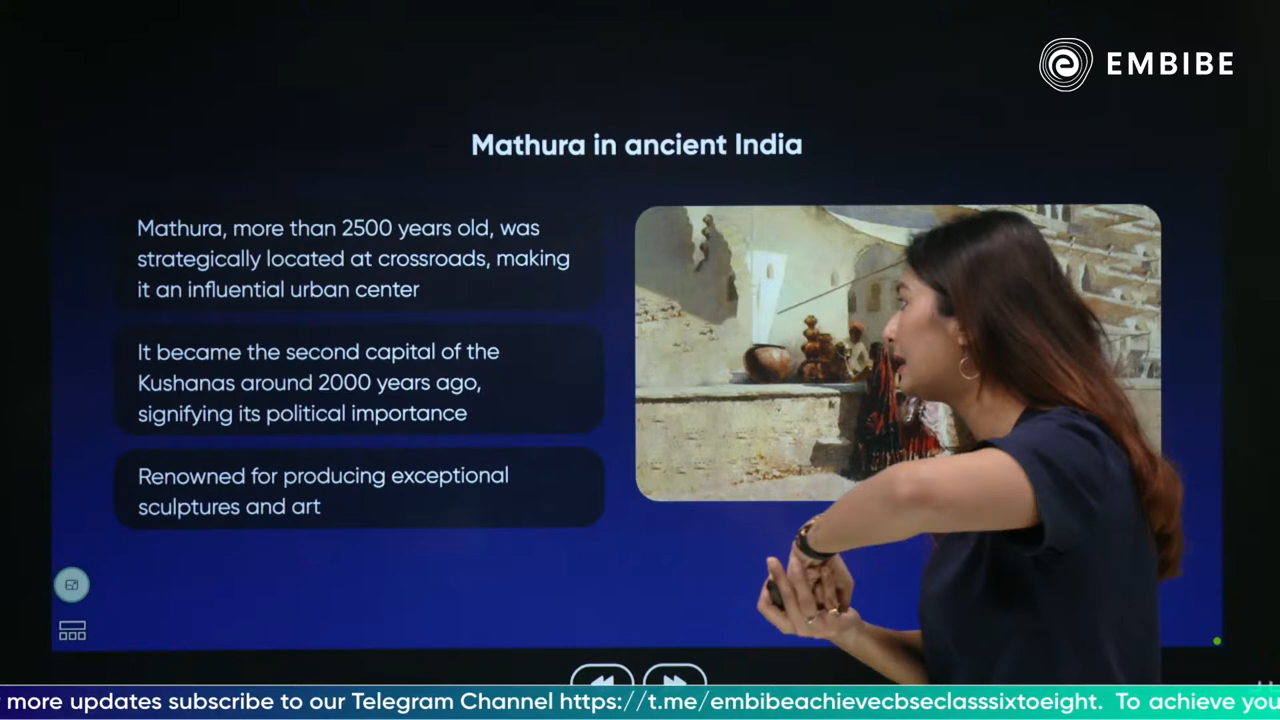 EMBIBE
Mathura in ancient India
Mathura, more than 2500 years old, was
strategically located at crossroads, making
it an influential urban center
It became the second capital of the
Kushanas around 2000 years ago,
signifying its political importance
Renowned for producing exceptional
sculptures and art
more updates subscribe to our Telegram Channel https://t.me/embibeachievecbseclasssixtoeight. To achieve you